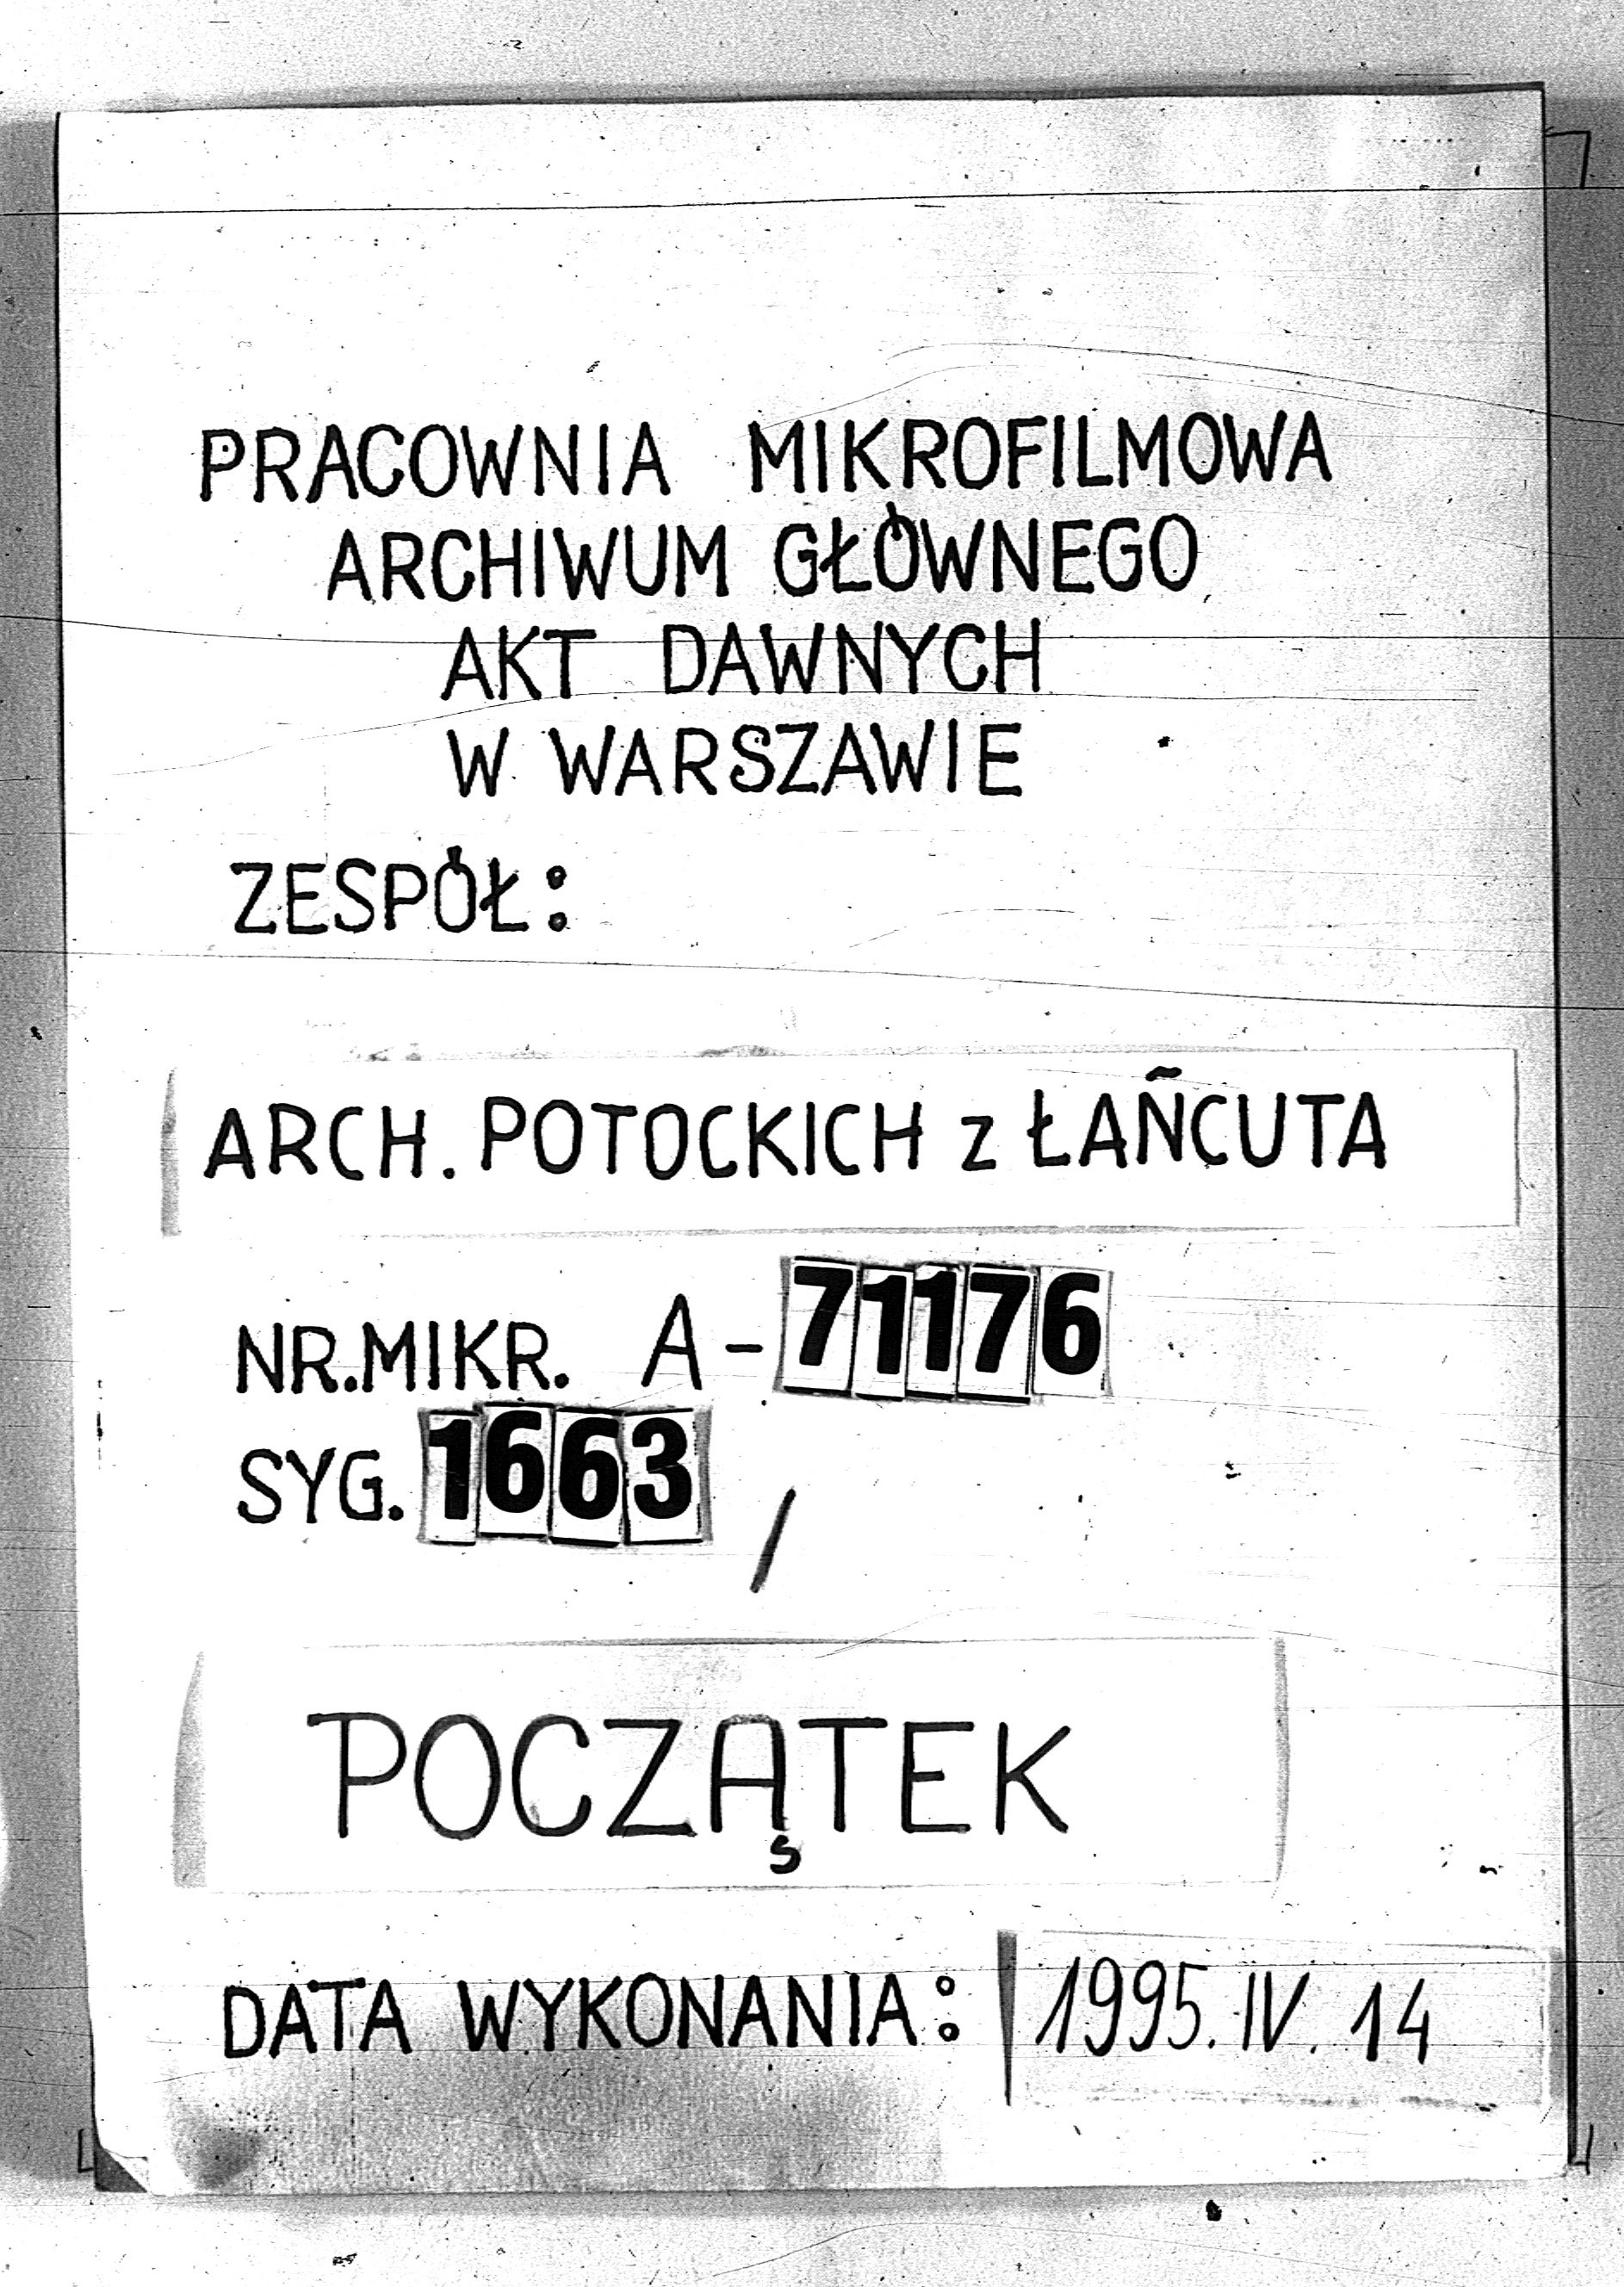 PRACOWNIA MIKROFILMOWA
ARCHIWUM GŁÓWNEGO
AKT DAWNYCH
W WARSZAWIE
ZESPÓŁ:
ARCH. POTOCKICH z ŁAŃCUTA
NR.MIKR. A-71176
SYG. 1663 /
POCZĄTEK
DATA WYKONANIA: 1995.IV.14